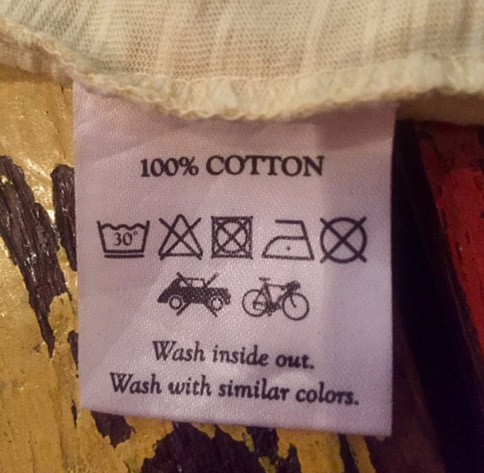 100% COTTON
30°
Wash inside out.
Wash with similar colors.